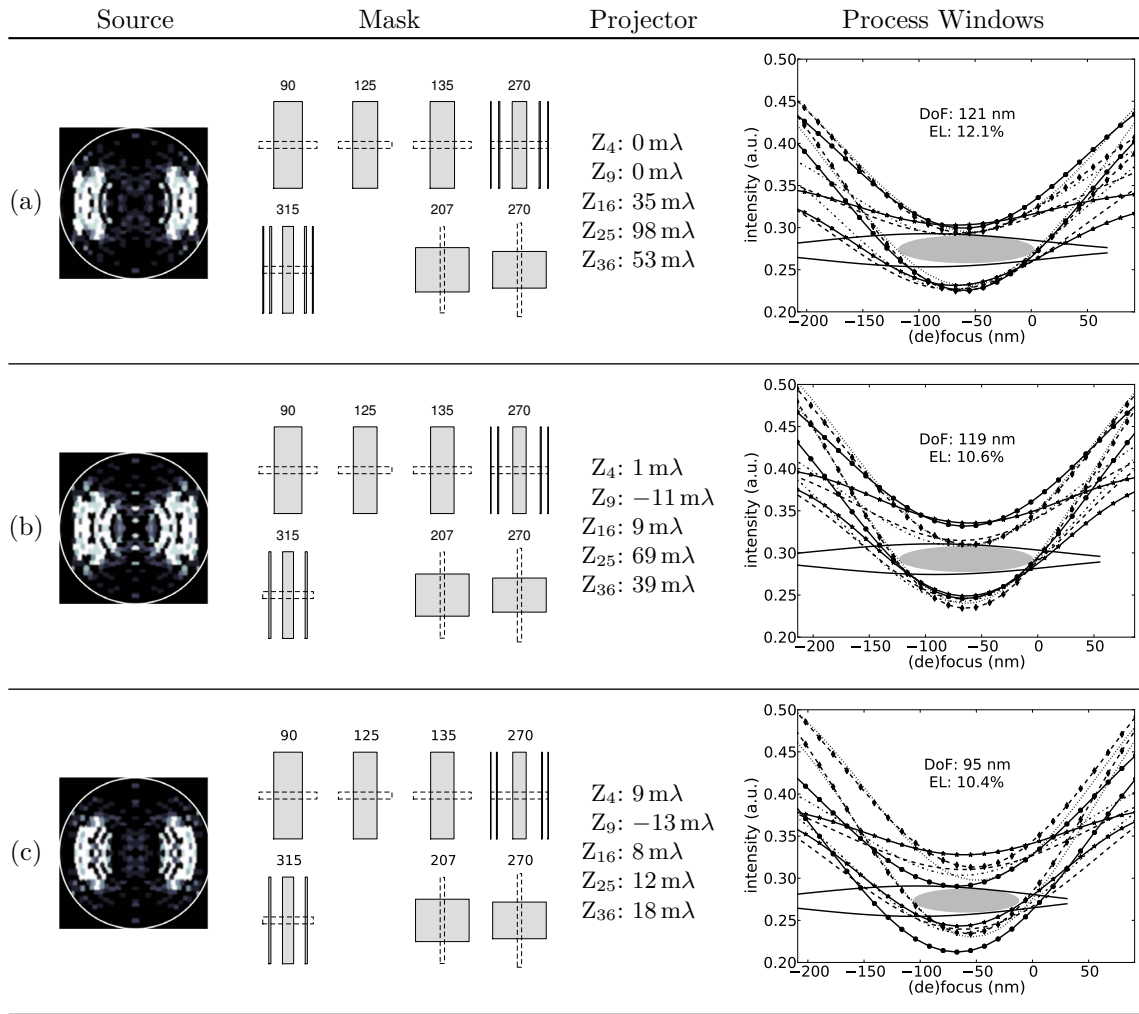 Source Mask Projector Process Windows
(a)
90 125 135 270
315 207 270
Z4: 0 mλ
Z9: 0 mλ
Z16: 35 mλ
Z25: 98 mλ
Z36: 53 mλ
0.50
0.45
0.40
0.35
0.30
0.25
0.20
intensity (a.u.)
DoF: 121 nm
EL: 12.1%
−200 −150 −100 −50 0 50
(de)focus (nm)
(b)
90 125 135 270
315 207 270
Z4: 1 mλ
Z9: −11 mλ
Z16: 9 mλ
Z25: 69 mλ
Z36: 39 mλ
0.50
0.45
0.40
0.35
0.30
0.25
0.20
intensity (a.u.)
DoF: 119 nm
EL: 10.6%
−200 −150 −100 −50 0 50
(de)focus (nm)
(c)
90 125 135 270
315 207 270
Z4: 9 mλ
Z9: −13 mλ
Z16: 8 mλ
Z25: 12 mλ
Z36: 18 mλ
0.50
0.45
0.40
0.35
0.30
0.25
0.20
intensity (a.u.)
DoF: 95 nm
EL: 10.4%
−200 −150 −100 −50 0 50
(de)focus (nm)